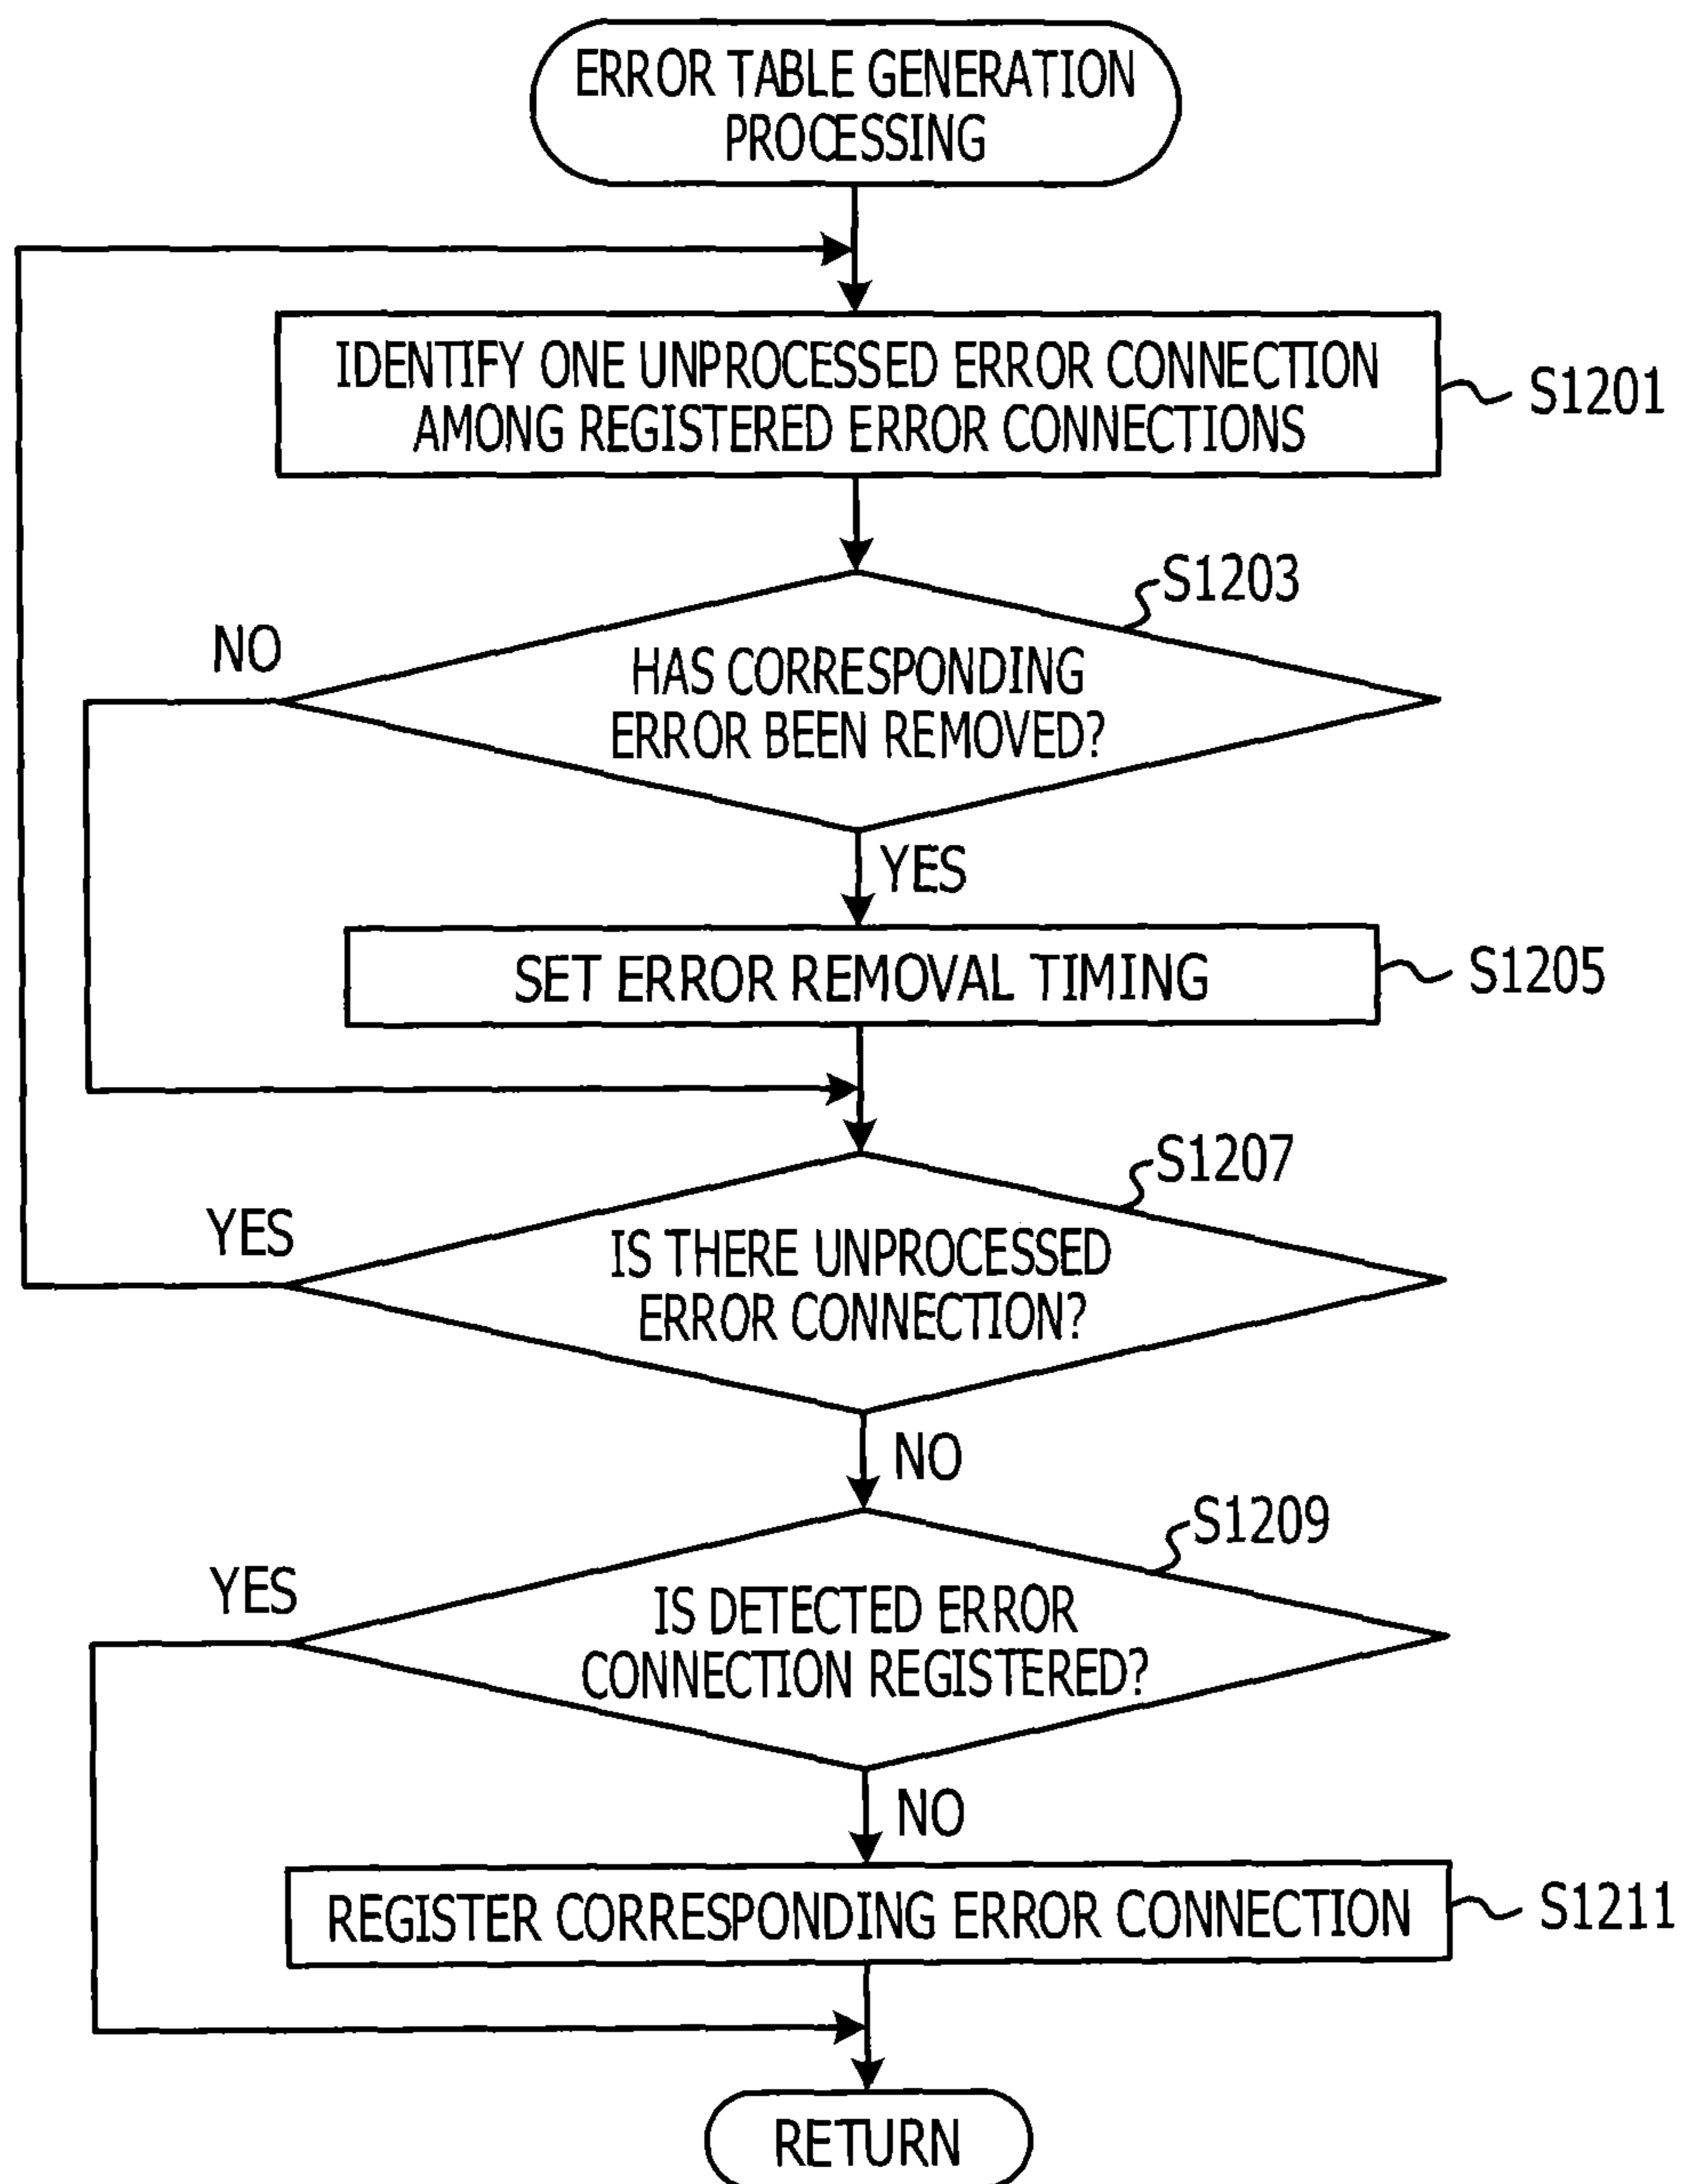 ERROR TABLE GENERATION
PROCESSING
IDENTIFY ONE UNPROCESSED ERROR CONNECTION
AMONG REGISTERED ERROR CONNECTIONS
S1201
S1203
NO
HAS CORRESPONDING
ERROR BEEN REMOVED?
YES
SET ERROR REMOVAL TIMING
S1205
S1207
YES
IS THERE UNPROCESSED
ERROR CONNECTION?
NO
S1209
YES
IS DETECTED ERROR
CONNECTION REGISTERED?
NO
REGISTER CORRESPONDING ERROR CONNECTION
S1211
RETURN